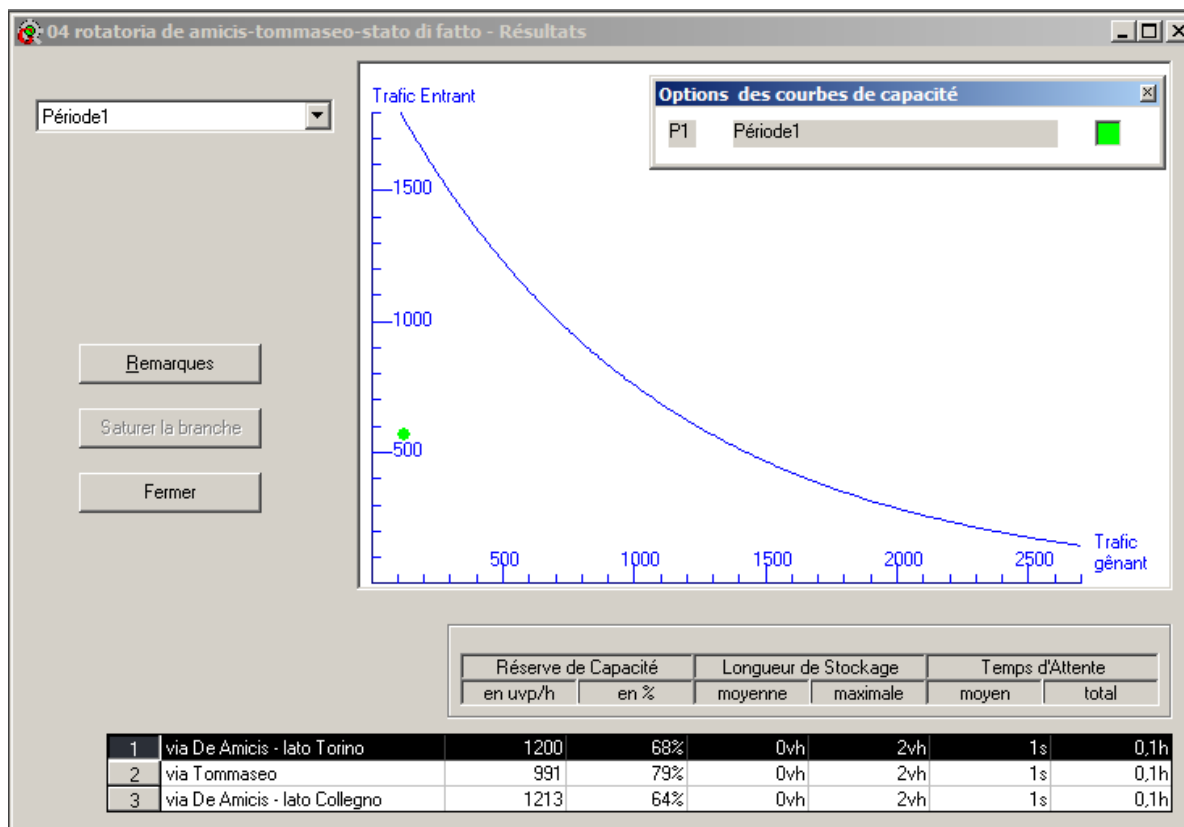 04 rotatoria de amicis-tommaseo-stato di fatto - Résultats
Période1
Trafic Entrant
Options des courbes de capacité
P1 Période1
1500
1000
500
Remarques
Saturer la branche
Fermer
500 1000 1500 2000 2500
Trafic
gênant
Réserve de Capacité Longueur de Stockage Temps d'Attente
en uvp/h en % moyenne maximale moyen total
1 via De Amicis - lato Torino 1200 68% 0vh 2vh 1s 0,1h
2 via Tommaseo 991 79% 0vh 2vh 1s 0,1h
3 via De Amicis - lato Collegno 1213 64% 0vh 2vh 1s 0,1h